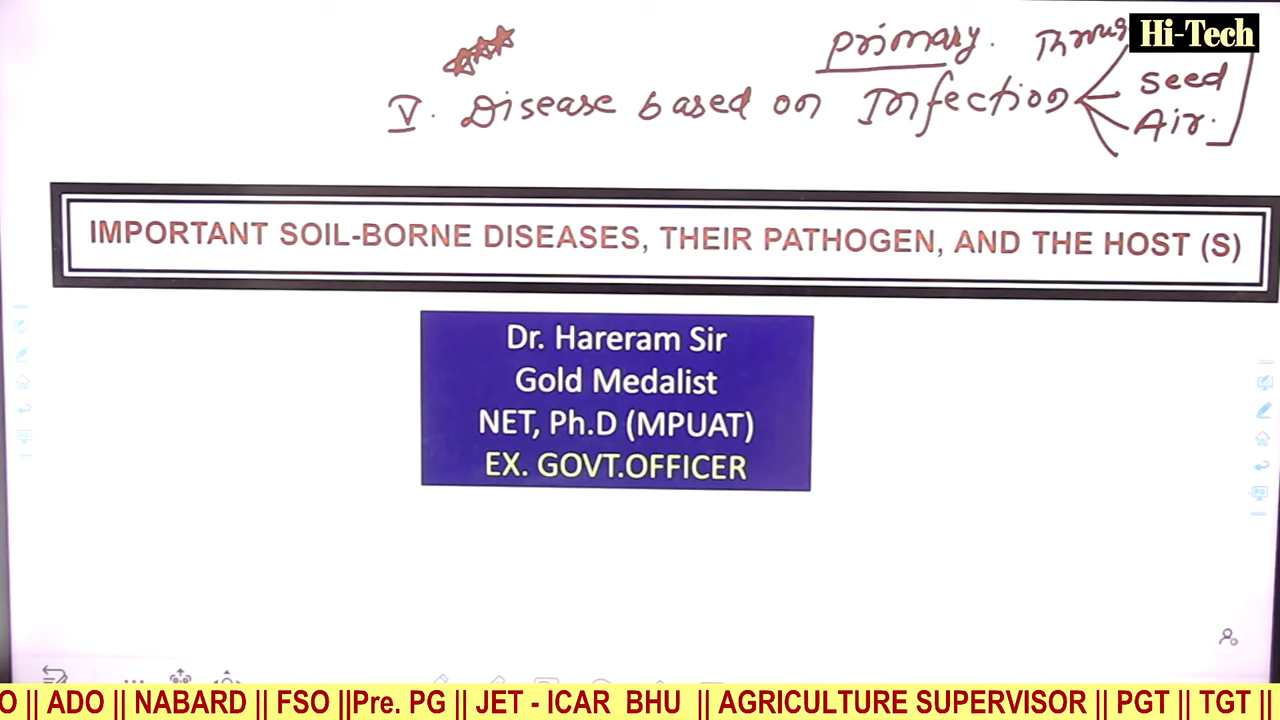 primary. Hi-Tech
V. Disease based on Infection
Seed
Air.
IMPORTANT SOIL-BORNE DISEASES, THEIR PATHOGEN, AND THE HOST (S)
Dr. Hareram Sir
Gold Medalist
NET, Ph.D (MPUAT)
EX. GOVT.OFFICER
O || ADO || NABARD || FSO ||Pre. PG || JET - ICAR BHU || AGRICULTURE SUPERVISOR || PGT || TGT ||